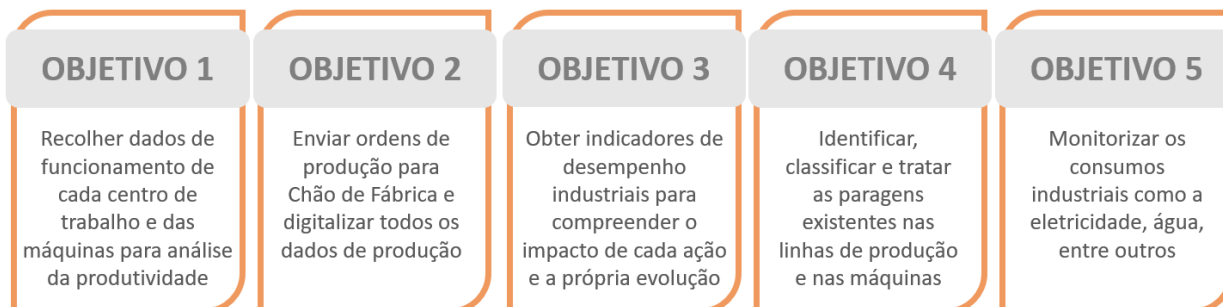 OBJETIVO 1
Recolher dados de
funcionamento de
cada centro de
trabalho e das
máquinas para análise
da produtividade
OBJETIVO 2
Enviar ordens de
produção para
Chão de Fábrica e
digitalizar todos os
dados de produção
OBJETIVO 3
Obter indicadores de
desempenho
industriais para
compreender o
impacto de cada ação
e a própria evolução
OBJETIVO 4
Identificar,
classificar e tratar
as paragens
existentes nas
linhas de produção
e nas máquinas
OBJETIVO 5
Monitorizar os
consumos
industriais como a
eletricidade, água,
entre outros